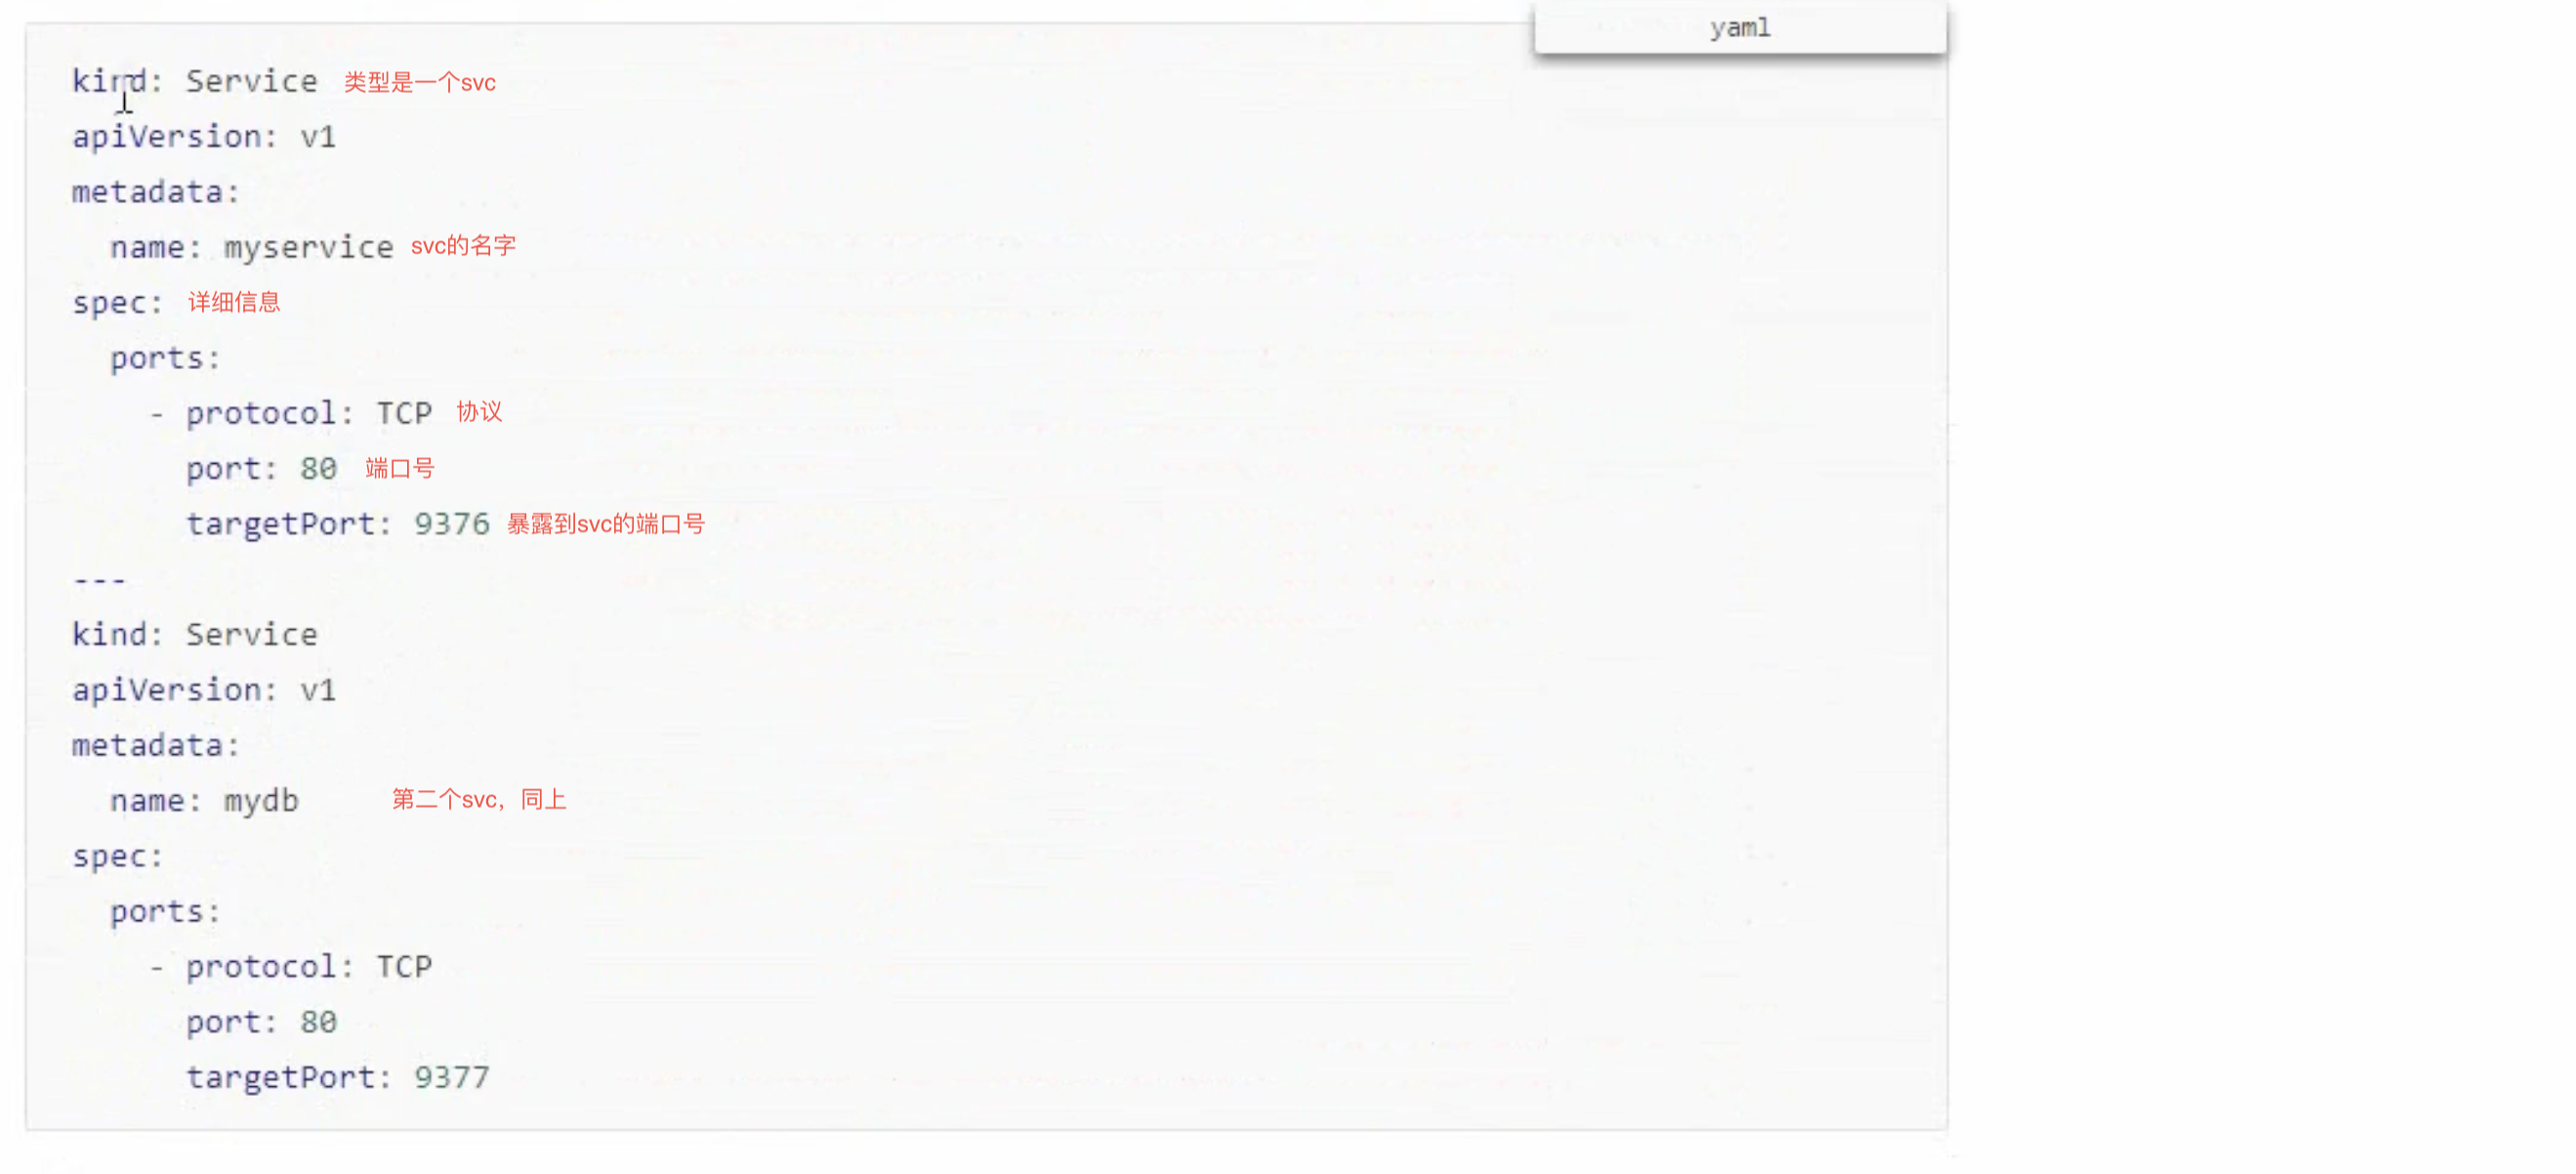 yaml
kind: Service 类型是一个svc
apiVersion: v1
metadata:
  name: myservice svc的名字
spec: 详细信息
  ports:
    - protocol: TCP 协议
      port: 80 端口号
      targetPort: 9376 暴露到svc的端口号
---
kind: Service
apiVersion: v1
metadata:
  name: mydb 第二个svc，同上
spec:
  ports:
    - protocol: TCP
      port: 80
      targetPort: 9377